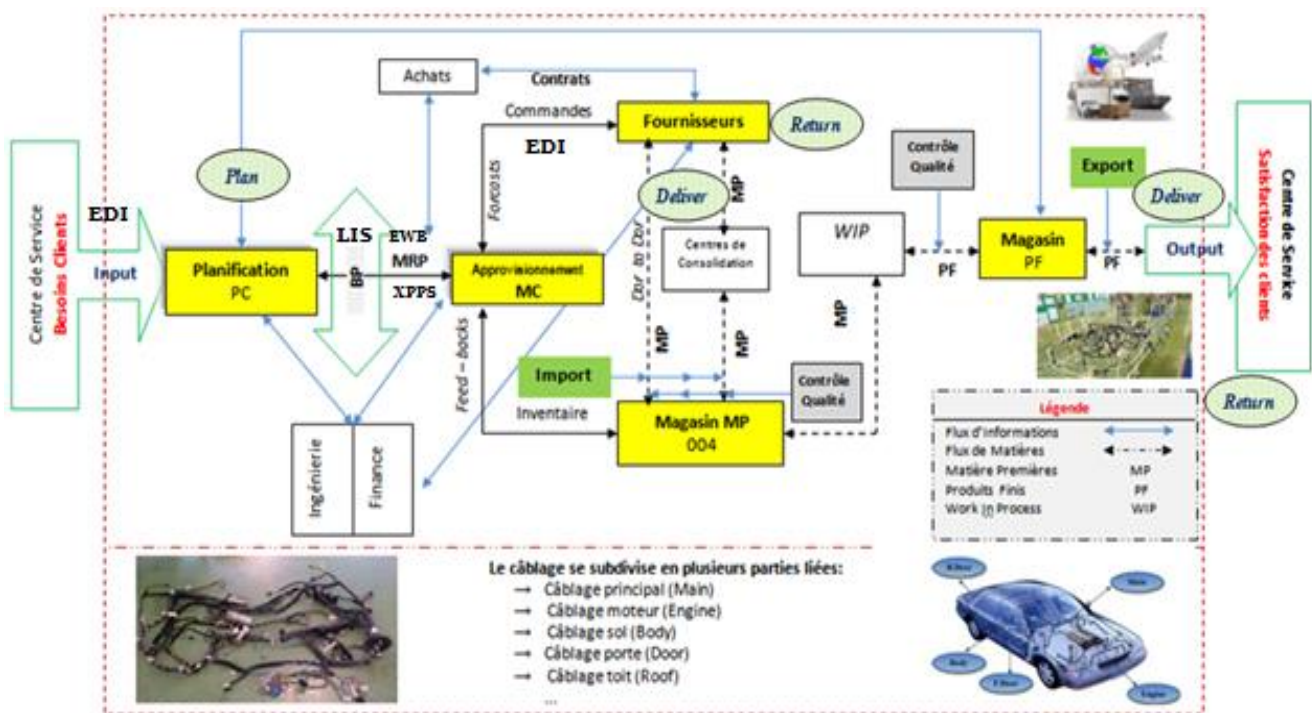 Achats
Contrats
Commandes
Fournisseurs
Return
EDI
Plan
Forcasts
Deliver
MP
Contrôle
Qualité
Export
Deliver
Centre de Service
Besoins Clients
EDI
Input
LIS
EWB
MRP
XPPS
BP
Planification
PC
Approvisionnement
MC
Dor to Dor
Centres de
Consolidation
WIP
PF
Magasin
PF
PF
Output
Centre de Service
Satisfaction des clients
Return
Feed – backs
MP
MP
MP
Import
Inventaire
Magasin MP
004
Contrôle
Qualité
Ingénierie
Finance
Légende
Flux d'Informations
Flux de Matières
Matière Premières MP
Produits Finis PF
Work In Process WIP
Le câblage se subdivise en plusieurs parties liées:
→ Câblage principal (Main)
→ Câblage moteur (Engine)
→ Câblage sol (Body)
→ Câblage porte (Door)
→ Câblage toit (Roof)
...
Main
Body
Engine